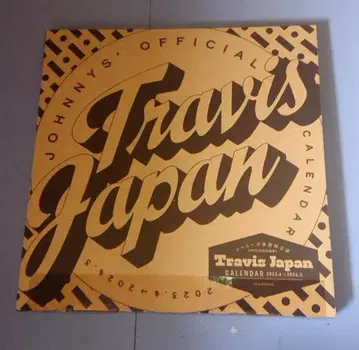 JOHNNYS' OFFICIAL CALENDAR
Travis
Japan
2023.4→2024.3
Travis Japan
CALENDAR 2023.4→2024.3